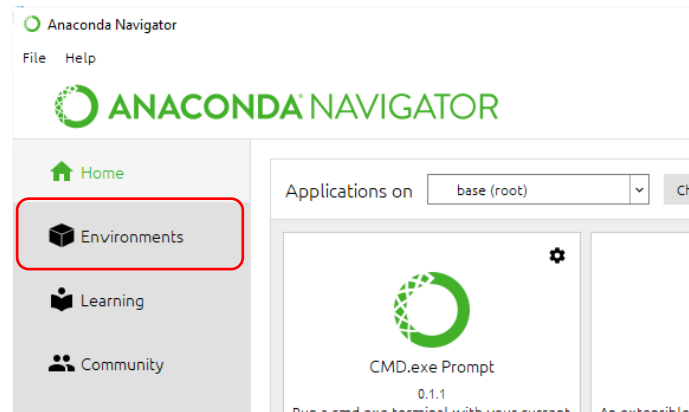 Anaconda Navigator
File Help
ANACONDA NAVIGATOR
Home
Applications on base (root)
Environments
Learning
Community
CMD.exe Prompt
0.1.1